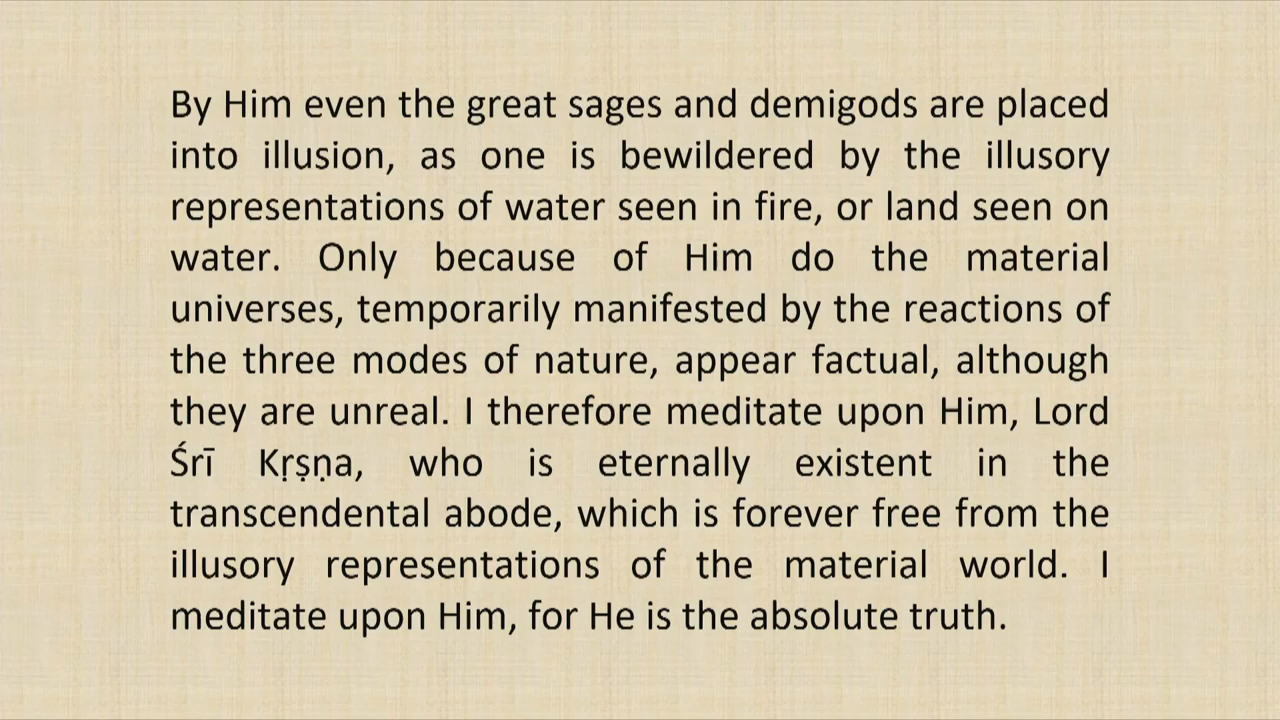 By Him even the great sages and demigods are placed
into illusion, as one is bewildered by the illusory
representations of water seen in fire, or land seen on
water. Only because of Him do the material
universes, temporarily manifested by the reactions of
the three modes of nature, appear factual, although
they are unreal. I therefore meditate upon Him, Lord
Śrī Kṛṣṇa, who is eternally existent in the
transcendental abode, which is forever free from the
illusory representations of the material world. I
meditate upon Him, for He is the absolute truth.